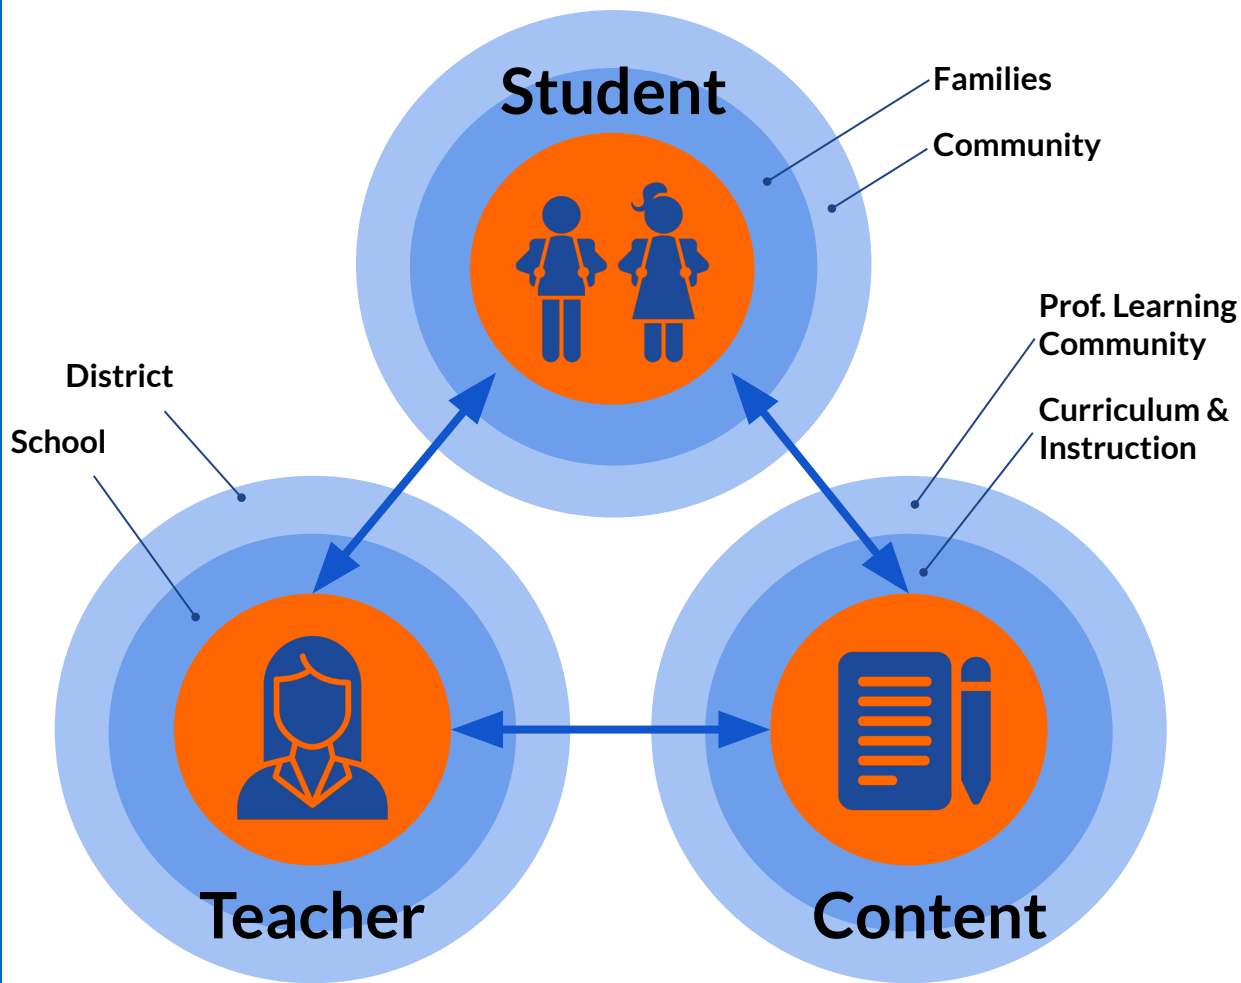 Student
Families
Community
Prof. Learning
Community
Curriculum &
Instruction
District
School
Teacher
Content